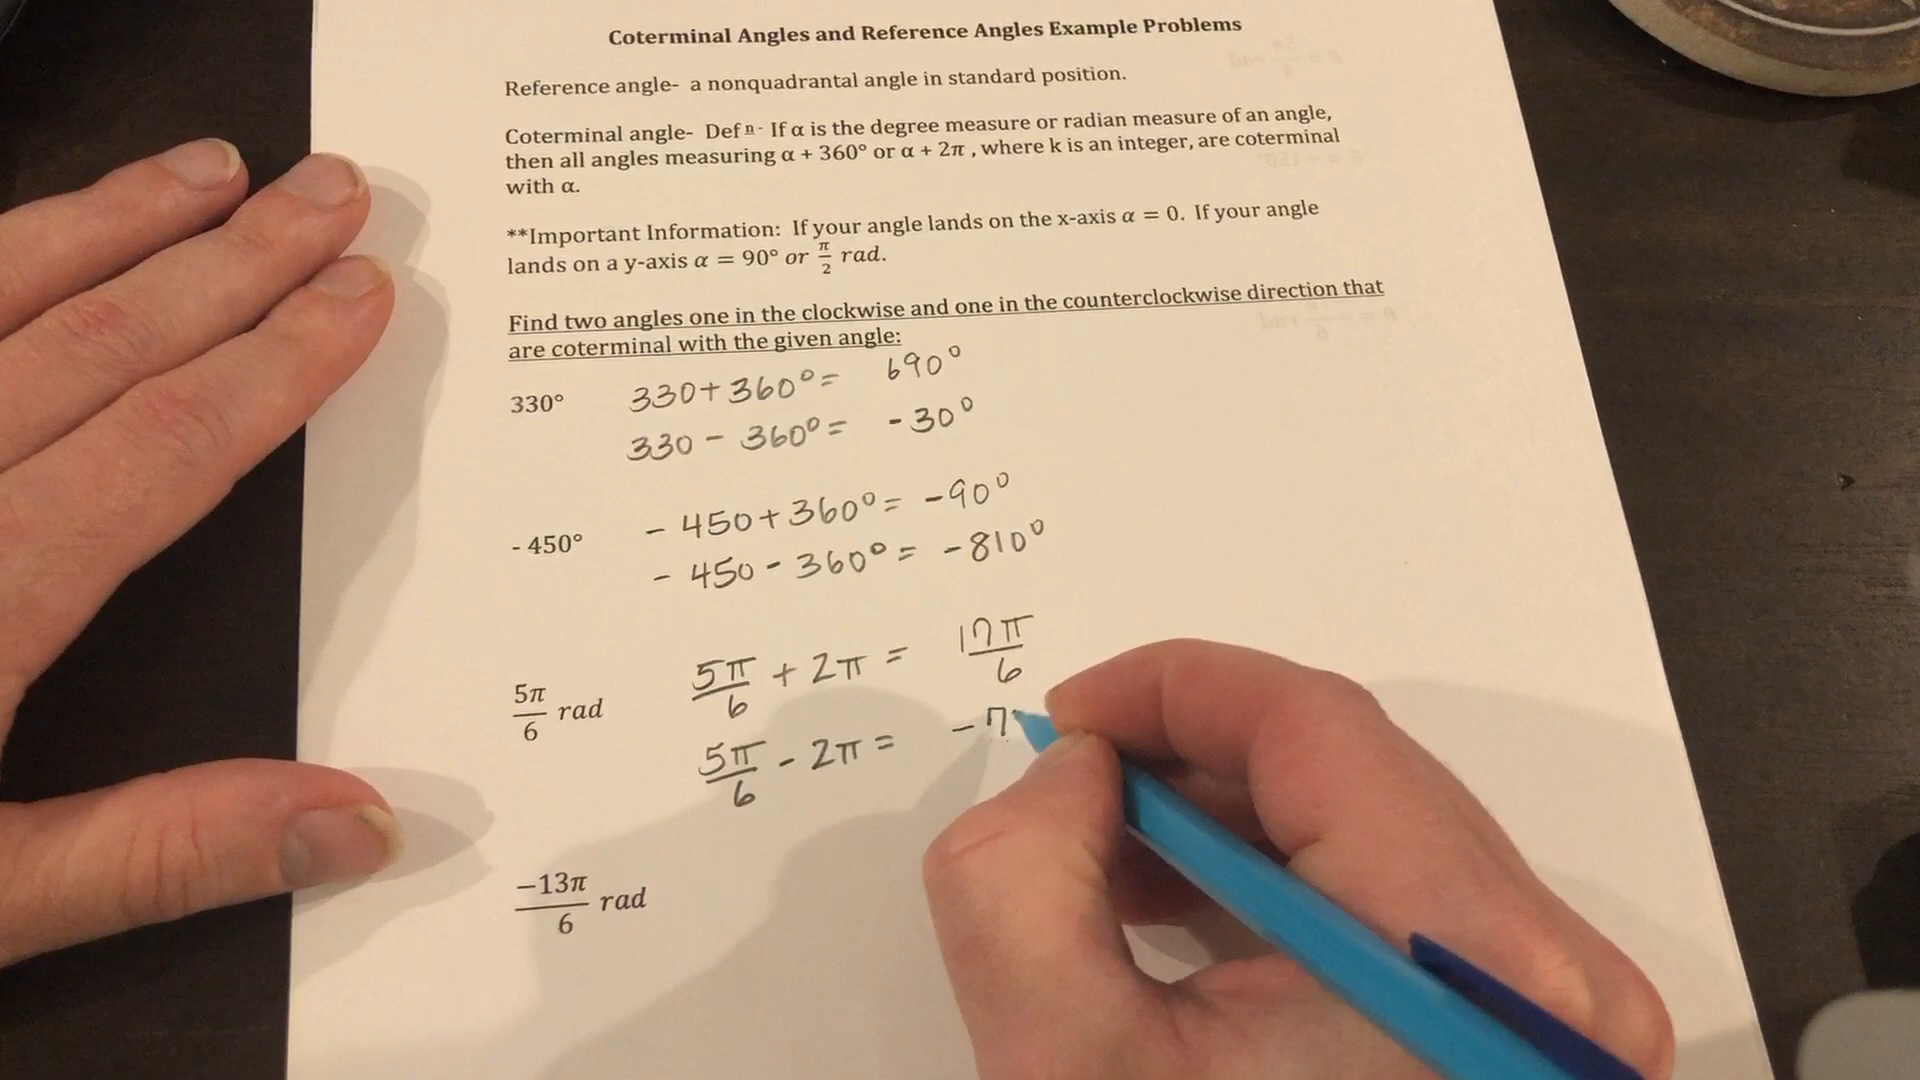 Coterminal Angles and Reference Angles Example Problems
Reference angle- a nonquadrantal angle in standard position.
Coterminal angle- Def n - If α is the degree measure or radian measure of an angle,
then all angles measuring α + 360° or α + 2π , where k is an integer, are coterminal
with α.
**Important Information: If your angle lands on the x-axis α = 0. If your angle
lands on a y-axis α = 90° or π/2 rad.
Find two angles one in the clockwise and one in the counterclockwise direction that
are coterminal with the given angle:
330° 330+360°= 690°
330 - 360°= -30°
- 450° - 450+360°= -90°
- 450 - 360°= -810°
5π/6 rad 5π/6 + 2π = 17π/6
5π/6 - 2π = -7
-13π/6 rad